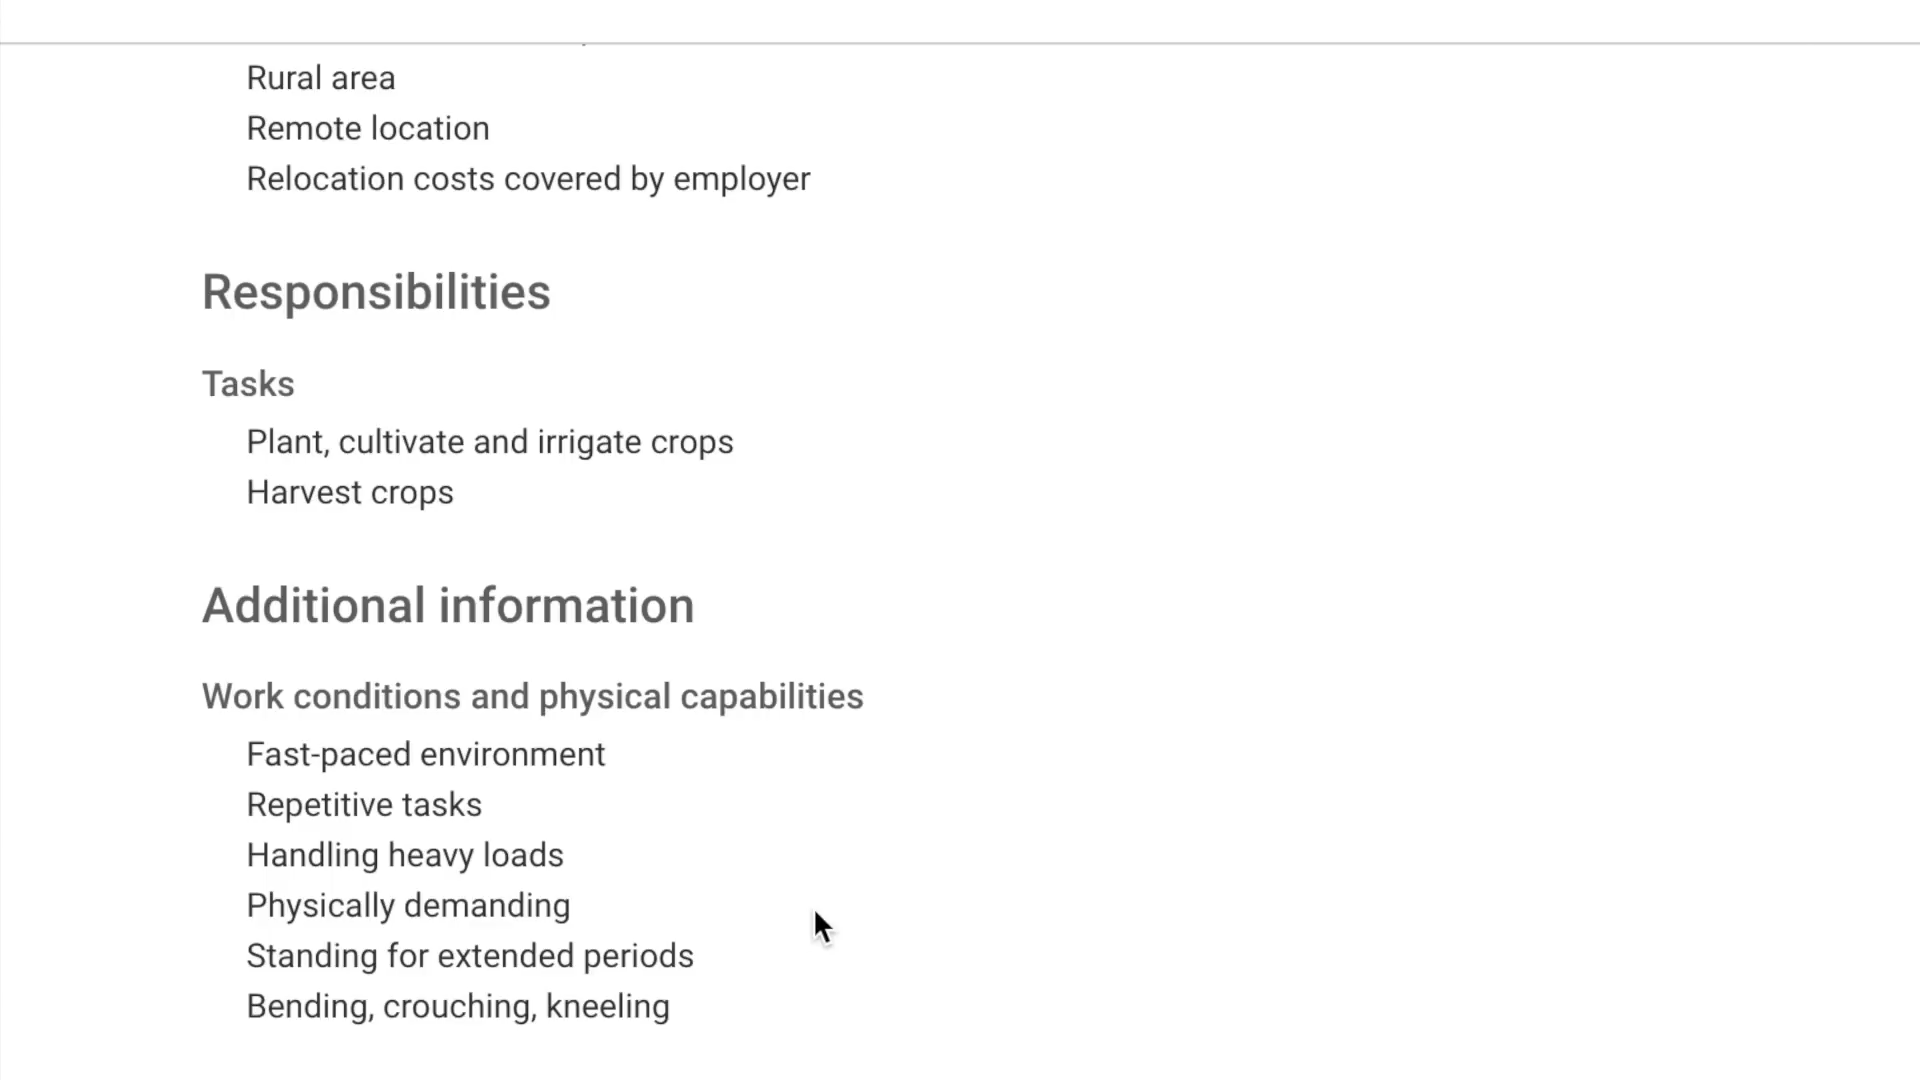 Rural area
Remote location
Relocation costs covered by employer
Responsibilities
Tasks
Plant, cultivate and irrigate crops
Harvest crops
Additional information
Work conditions and physical capabilities
Fast-paced environment
Repetitive tasks
Handling heavy loads
Physically demanding
Standing for extended periods
Bending, crouching, kneeling